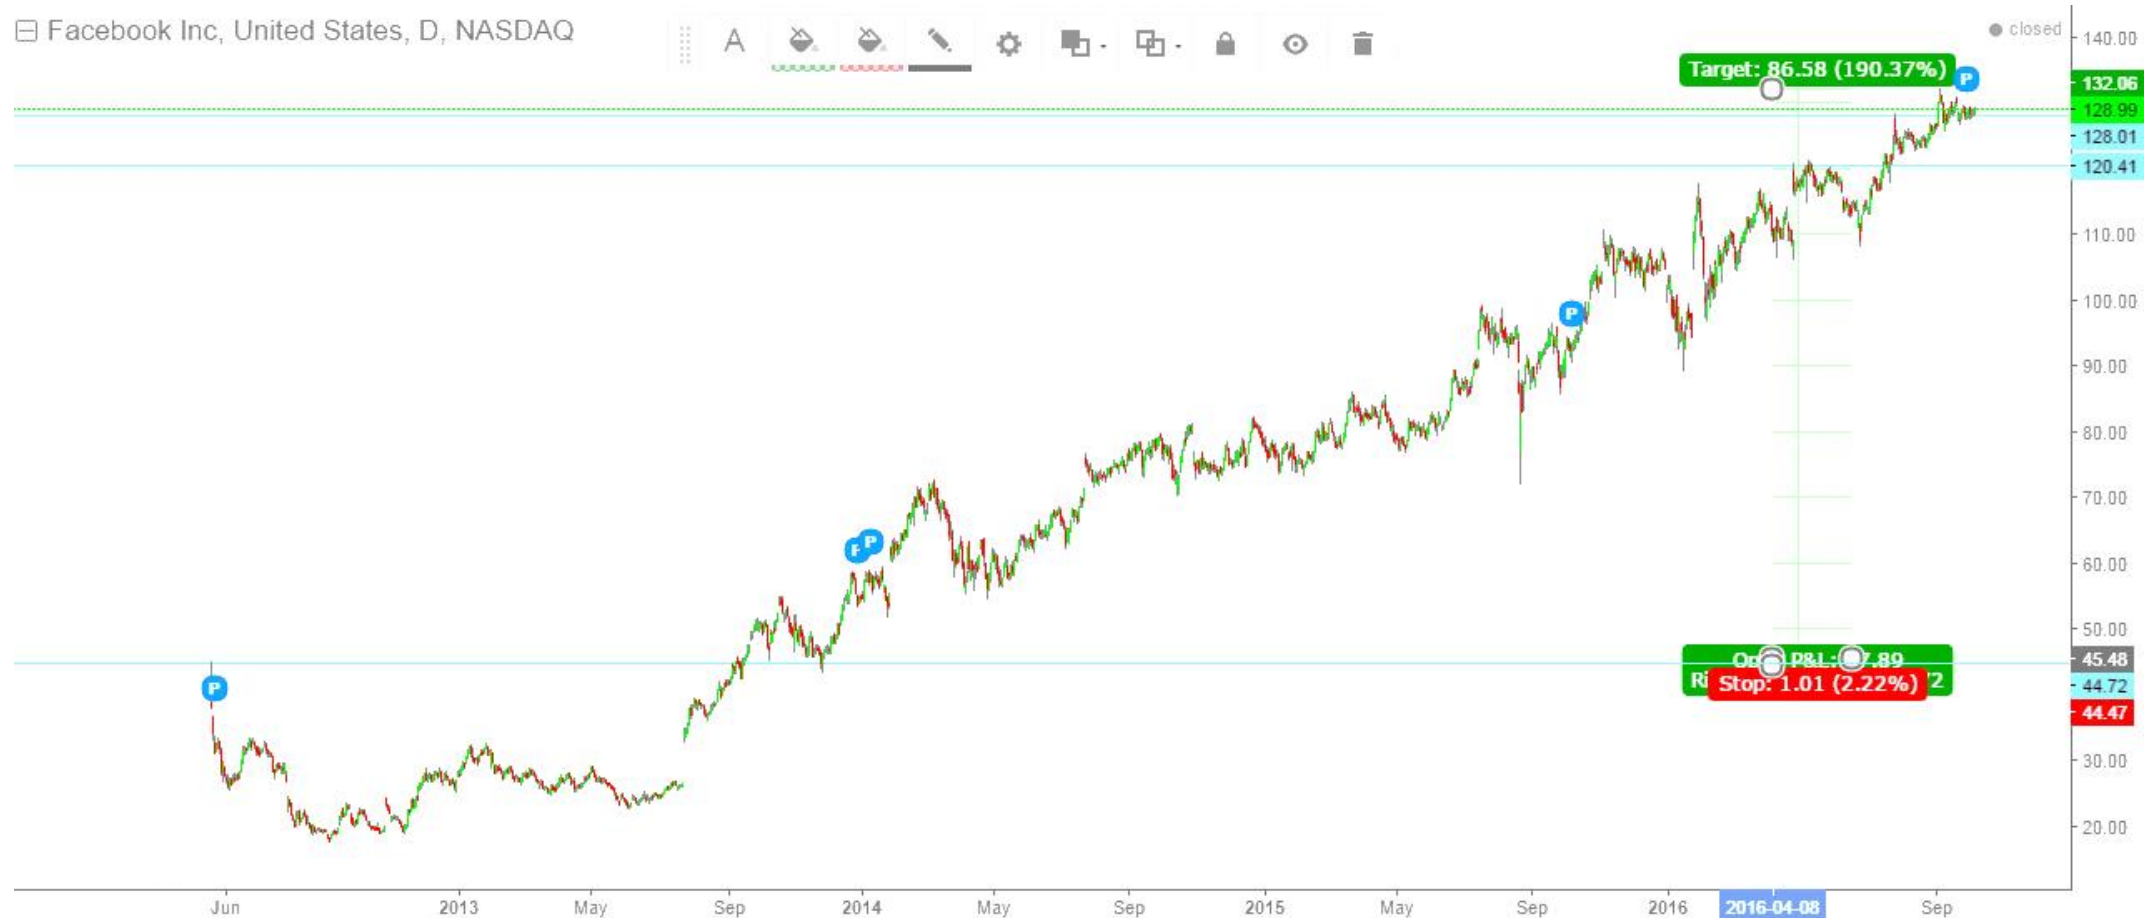 Facebook Inc, United States, D, NASDAQ
A
closed
140.00
Target: 86.58 (190.37%)
P
132.06
128.99
128.01
120.41
110.00
P
100.00
90.00
80.00
70.00
P
60.00
50.00
P&L: 7.89
45.48
P
Stop: 1.01 (2.22%)
44.72
44.47
30.00
20.00
Jun 2013 May Sep 2014 May Sep 2015 May Sep 2016 2016-04-08 Sep